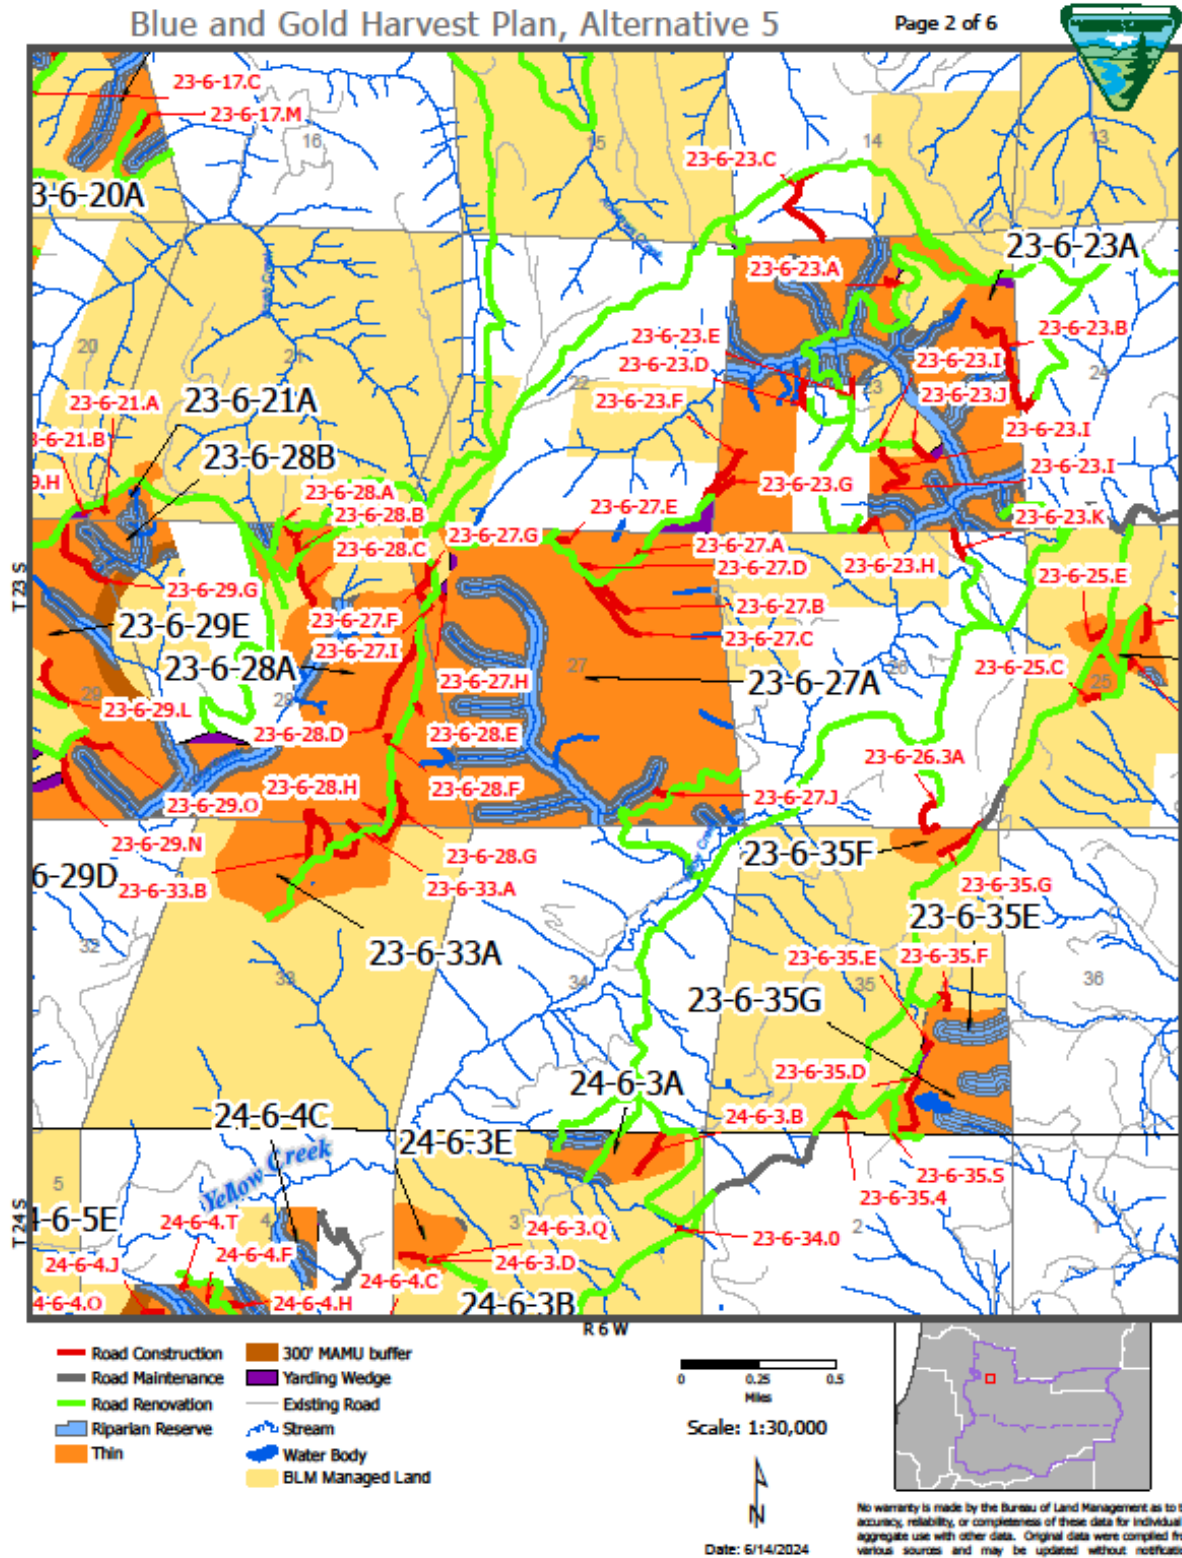 Blue and Gold Harvest Plan, Alternative 5
Page 2 of 6
23-6-17.C
23-6-17.M
16
15
14
13
23-6-23.C
3-6-20A
23-6-23A
23-6-23.A
23-6-23.E
23-6-23.B
23-6-23.D
23-6-23.I
20
21
22
23
24
23-6-21.A
23-6-21A
23-6-23.F
23-6-23.J
23-6-23.I
3-6-21.B
23-6-28B
23-6-23.I
9.H
23-6-28.A
23-6-23.G
23-6-28.B
23-6-27.E
23-6-23.K
23-6-27.G
23-6-28.C
23-6-27.A
23-6-27.D
23-6-23.H
23-6-25.E
T 23 S
23-6-29.G
23-6-27.B
23-6-29E
23-6-27.F
23-6-27.C
23-6-27.I
23-6-28A
27
26
23-6-25.C
25
23-6-27.H
23-6-27A
29
28
23-6-29.L
23-6-28.D
23-6-28.E
23-6-26.3A
23-6-28.H
23-6-28.F
23-6-27.J
23-6-29.O
23-6-29.N
23-6-28.G
23-6-35F
6-29D
23-6-33.B
23-6-33.A
23-6-35.G
23-6-35E
32
23-6-33A
23-6-35.E
23-6-35.F
33
34
35
36
23-6-35G
23-6-35.D
24-6-3A
24-6-4C
24-6-3.B
24-6-3E
Yellow Creek
23-6-35.S
5
23-6-35.4
T 24 S
4-6-5E
24-6-4.T
4
3
24-6-3.Q
2
1
23-6-34.0
24-6-4.J
24-6-4.F
24-6-3.D
24-6-4.C
4-6-4.O
24-6-4.H
24-6-3B
R 6 W
Road Construction
Road Maintenance
Road Renovation
Riparian Reserve
Thin
300' MAMU buffer
Yarding Wedge
Existing Road
Stream
Water Body
BLM Managed Land
0 0.25 0.5
Miles
Scale: 1:30,000
N
Date: 6/14/2024
No warranty is made by the Bureau of Land Management as to t
accuracy, reliability, or completeness of these data for individual
aggregate use with other data. Original data were compiled fr
various sources and may be updated without notificati